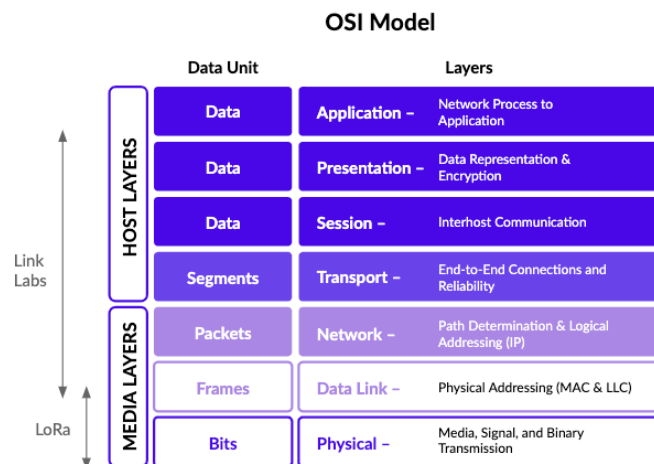 OSI Model
Data Unit
Layers
HOST LAYERS
Data
Application –
Network Process to
Application
Data
Presentation –
Data Representation &
Encryption
Data
Session –
Interhost Communication
Segments
Transport –
End-to-End Connections and
Reliability
Link
Labs
MEDIA LAYERS
Packets
Network –
Path Determination & Logical
Addressing (IP)
Frames
Data Link –
Physical Addressing (MAC & LLC)
LoRa
Bits
Physical –
Media, Signal, and Binary
Transmission